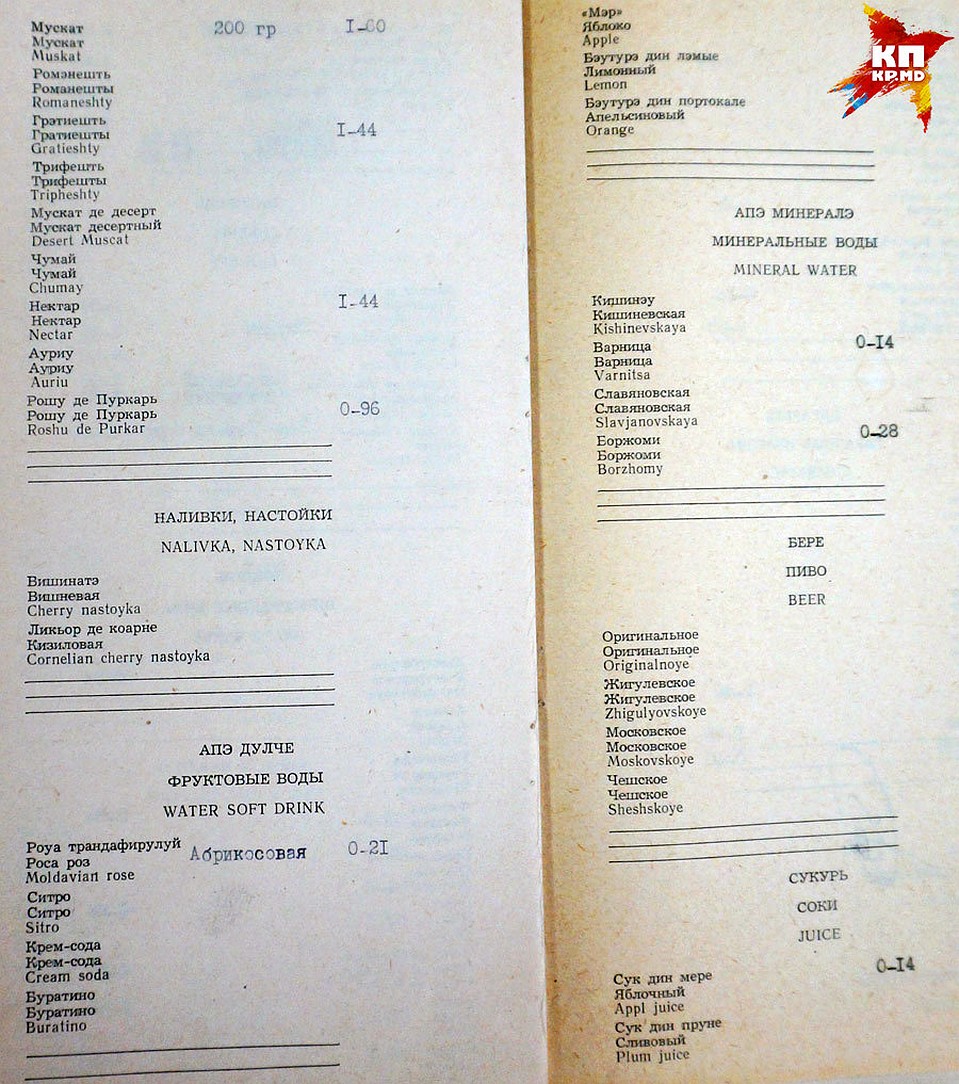 Мускат 200 гр I-60
Мускат
Muskat
Романешть
Романешты
Romaneshty
Грэтиешть
Гратиешты I-44
Gratieshty
Трифешть
Трифешты
Tripheshty
Мускат де десерт
Мускат десертный
Desert Muscat
Чумай
Чумай
Chumay
Нектар I-44
Нектар
Nectar
Ауриу
Ауриу
Auriu
Рошу де Пуркарь
Рошу де Пуркарь 0-96
Roshu de Purkar
НАЛИВКИ, НАСТОЙКИ
NALIVKA, NASTOYKA
Вишинатэ
Вишневая
Cherry nastoyka
Ликьор де коарне
Кизиловая
Cornelian cherry nastoyka
АПЭ ДУЛЧЕ
ФРУКТОВЫЕ ВОДЫ
WATER SOFT DRINK
Роуа трандафирулуй Абрикосовая 0-21
Роса роз
Moldavian rose
Ситро
Ситро
Sitro
Крем-сода
Крем-сода
Cream soda
Буратино
Буратино
Buratino
«Мэр»
Яблоко
Apple
Бэутурэ дин лэмые
Лимонный
Lemon
Бэутурэ дин портокале
Апельсиновый
Orange
АПЭ МИНЕРАЛЭ
МИНЕРАЛЬНЫЕ ВОДЫ
MINERAL WATER
Кишинэу
Кишиневская
Kishinevskaya
Варница 0-I4
Варница
Varnitsa
Славяновская
Славяновская
Slavjanovskaya
Боржоми 0-28
Боржоми
Borzhomy
БЕРЕ
ПИВО
BEER
Оригинальное
Оригинальное
Originalnoye
Жигулевское
Жигулевское
Zhigulyovskoye
Московское
Московское
Moskovskoye
Чешское
Чешское
Sheshskoye
СУКУРЬ
СОКИ
JUICE
Сук дин мере 0-I4
Яблочный
Appl juice
Сук дин пруне
Сливовый
Plum juice
КП
KP.MD